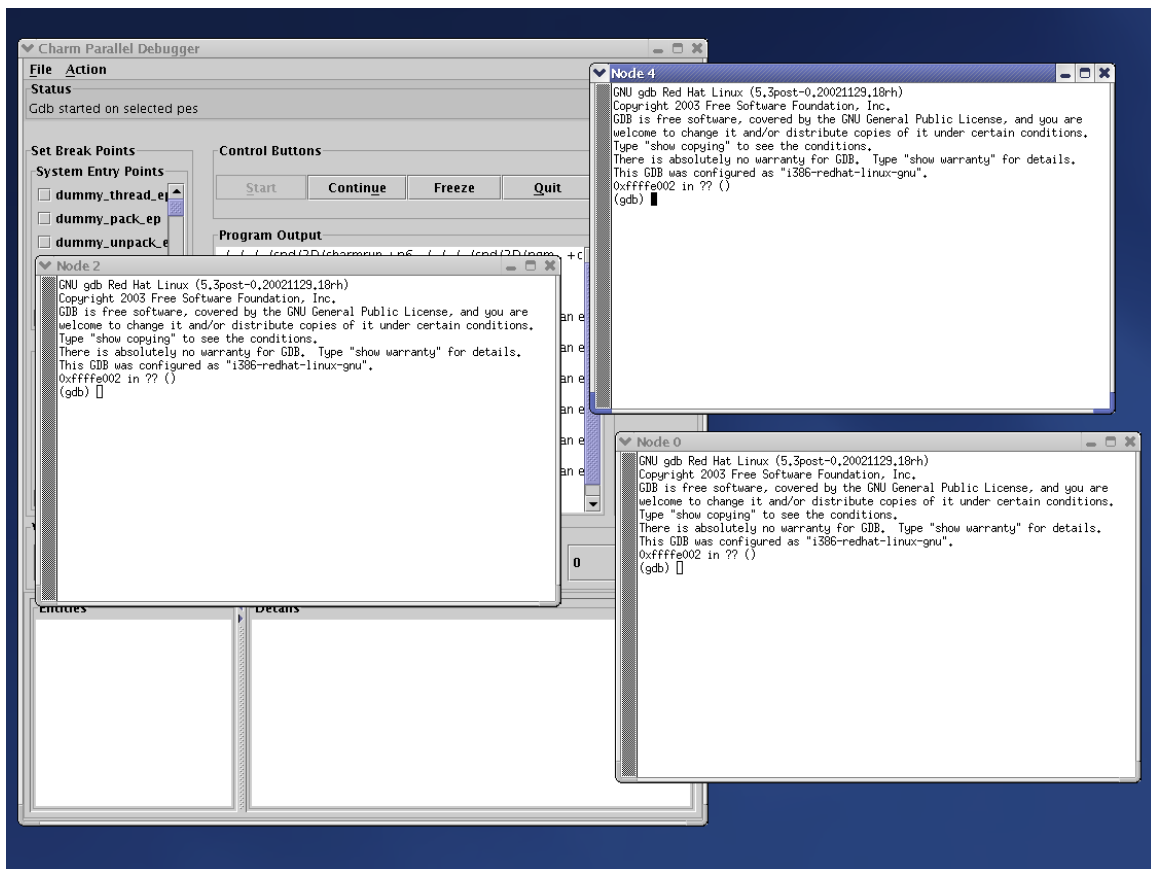 Charm Parallel Debugger
File Action
Status
Gdb started on selected pes
Set Break Points
System Entry Points
dummy_thread_e
dummy_pack_ep
dummy_unpack_e
Control Buttons
Start Continue Freeze Quit
Program Output
an e
an e
an e
an e
an e
an e
0
Entities
Details
Node 2
GNU gdb Red Hat Linux (5.3post-0.20021129.18rh)
Copyright 2003 Free Software Foundation, Inc.
GDB is free software, covered by the GNU General Public License, and you are
welcome to change it and/or distribute copies of it under certain conditions.
Type "show copying" to see the conditions.
There is absolutely no warranty for GDB.  Type "show warranty" for details.
This GDB was configured as "i386-redhat-linux-gnu".
0xffffe002 in ?? ()
(gdb)
Node 4
GNU gdb Red Hat Linux (5.3post-0.20021129.18rh)
Copyright 2003 Free Software Foundation, Inc.
GDB is free software, covered by the GNU General Public License, and you are
welcome to change it and/or distribute copies of it under certain conditions.
Type "show copying" to see the conditions.
There is absolutely no warranty for GDB.  Type "show warranty" for details.
This GDB was configured as "i386-redhat-linux-gnu".
0xffffe002 in ?? ()
(gdb)
Node 0
GNU gdb Red Hat Linux (5.3post-0.20021129.18rh)
Copyright 2003 Free Software Foundation, Inc.
GDB is free software, covered by the GNU General Public License, and you are
welcome to change it and/or distribute copies of it under certain conditions.
Type "show copying" to see the conditions.
There is absolutely no warranty for GDB.  Type "show warranty" for details.
This GDB was configured as "i386-redhat-linux-gnu".
0xffffe002 in ?? ()
(gdb)